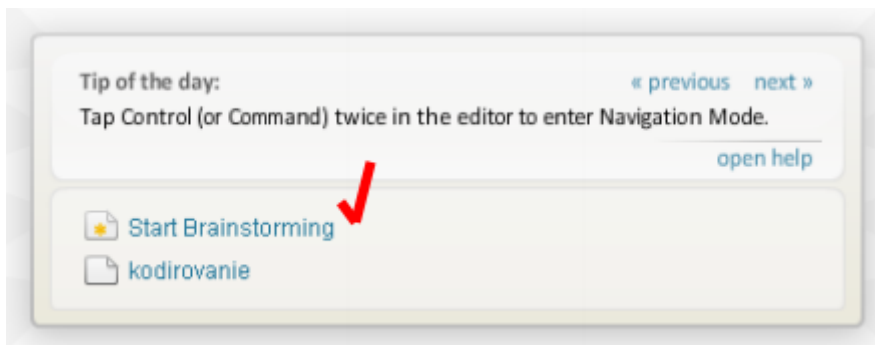 Tip of the day:
« previous next »
Tap Control (or Command) twice in the editor to enter Navigation Mode.
open help
Start Brainstorming
kodirovanie